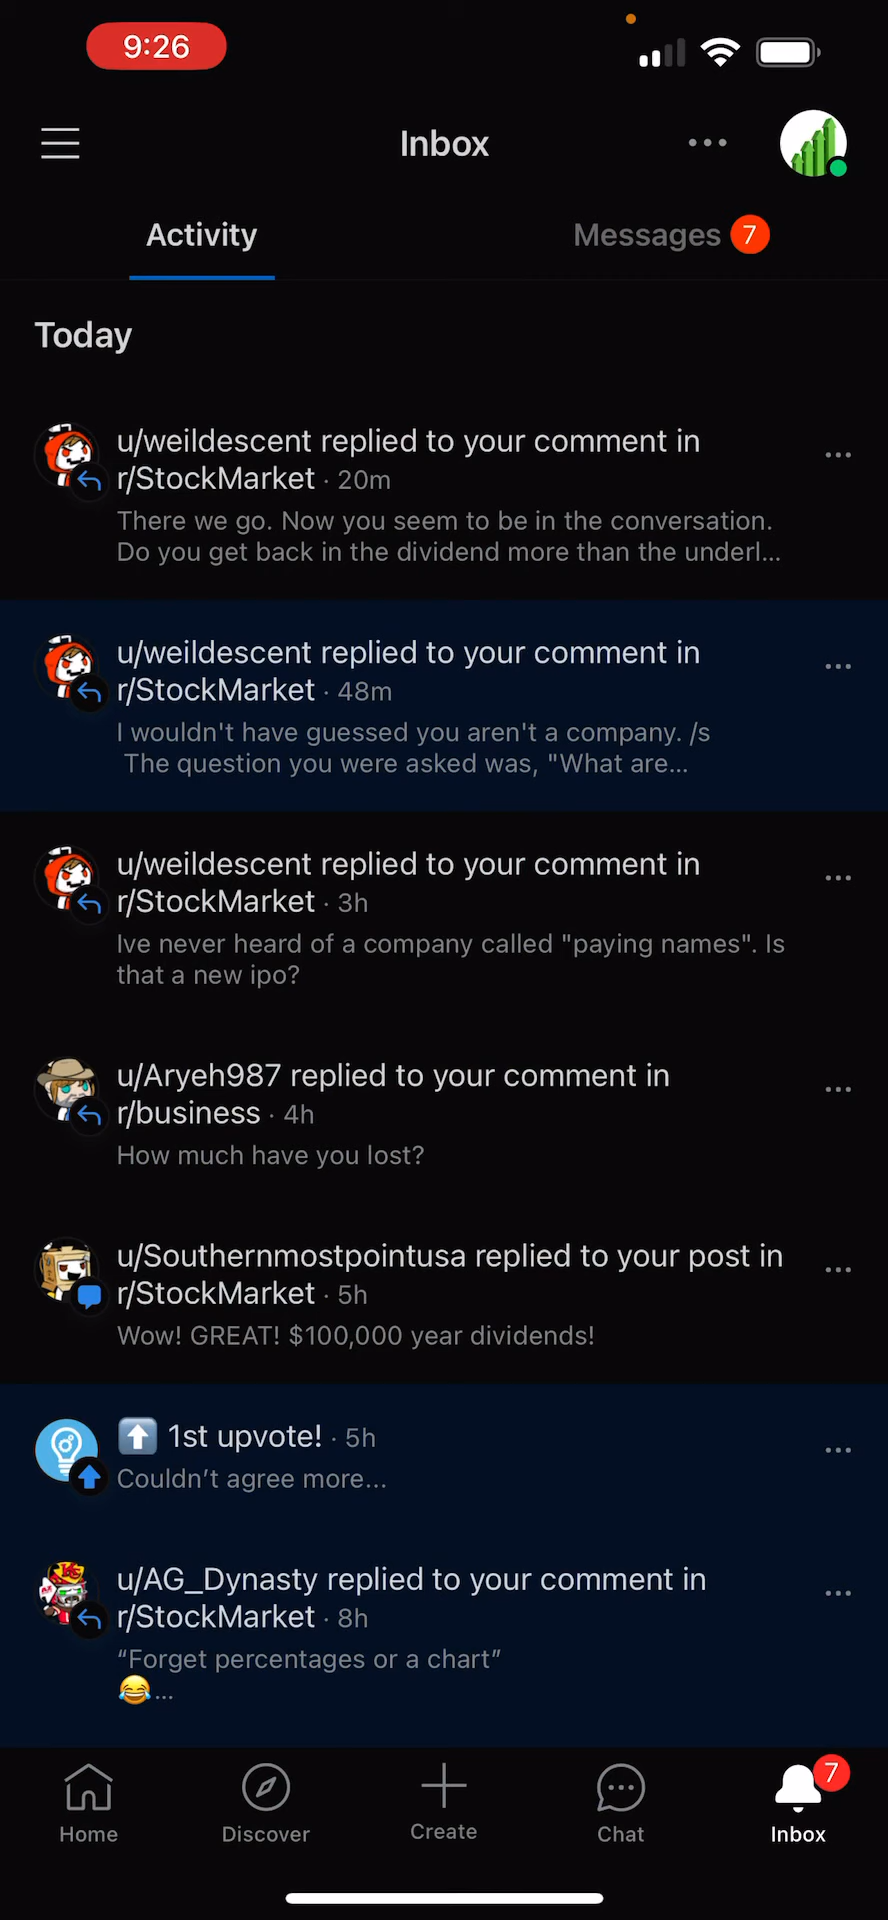 9:26
Inbox
Activity
Messages 7
Today
u/weildescent replied to your comment in
r/StockMarket · 20m
There we go. Now you seem to be in the conversation.
Do you get back in the dividend more than the underl...
u/weildescent replied to your comment in
r/StockMarket · 48m
I wouldn't have guessed you aren't a company. /s
The question you were asked was, "What are...
u/weildescent replied to your comment in
r/StockMarket · 3h
Ive never heard of a company called "paying names". Is
that a new ipo?
u/Aryeh987 replied to your comment in
r/business · 4h
How much have you lost?
u/Southernmostpointusa replied to your post in
r/StockMarket · 5h
Wow! GREAT! $100,000 year dividends!
⬆️ 1st upvote! · 5h
Couldn’t agree more...
u/AG_Dynasty replied to your comment in
r/StockMarket · 8h
“Forget percentages or a chart”
😂...
7
Home Discover Create Chat Inbox